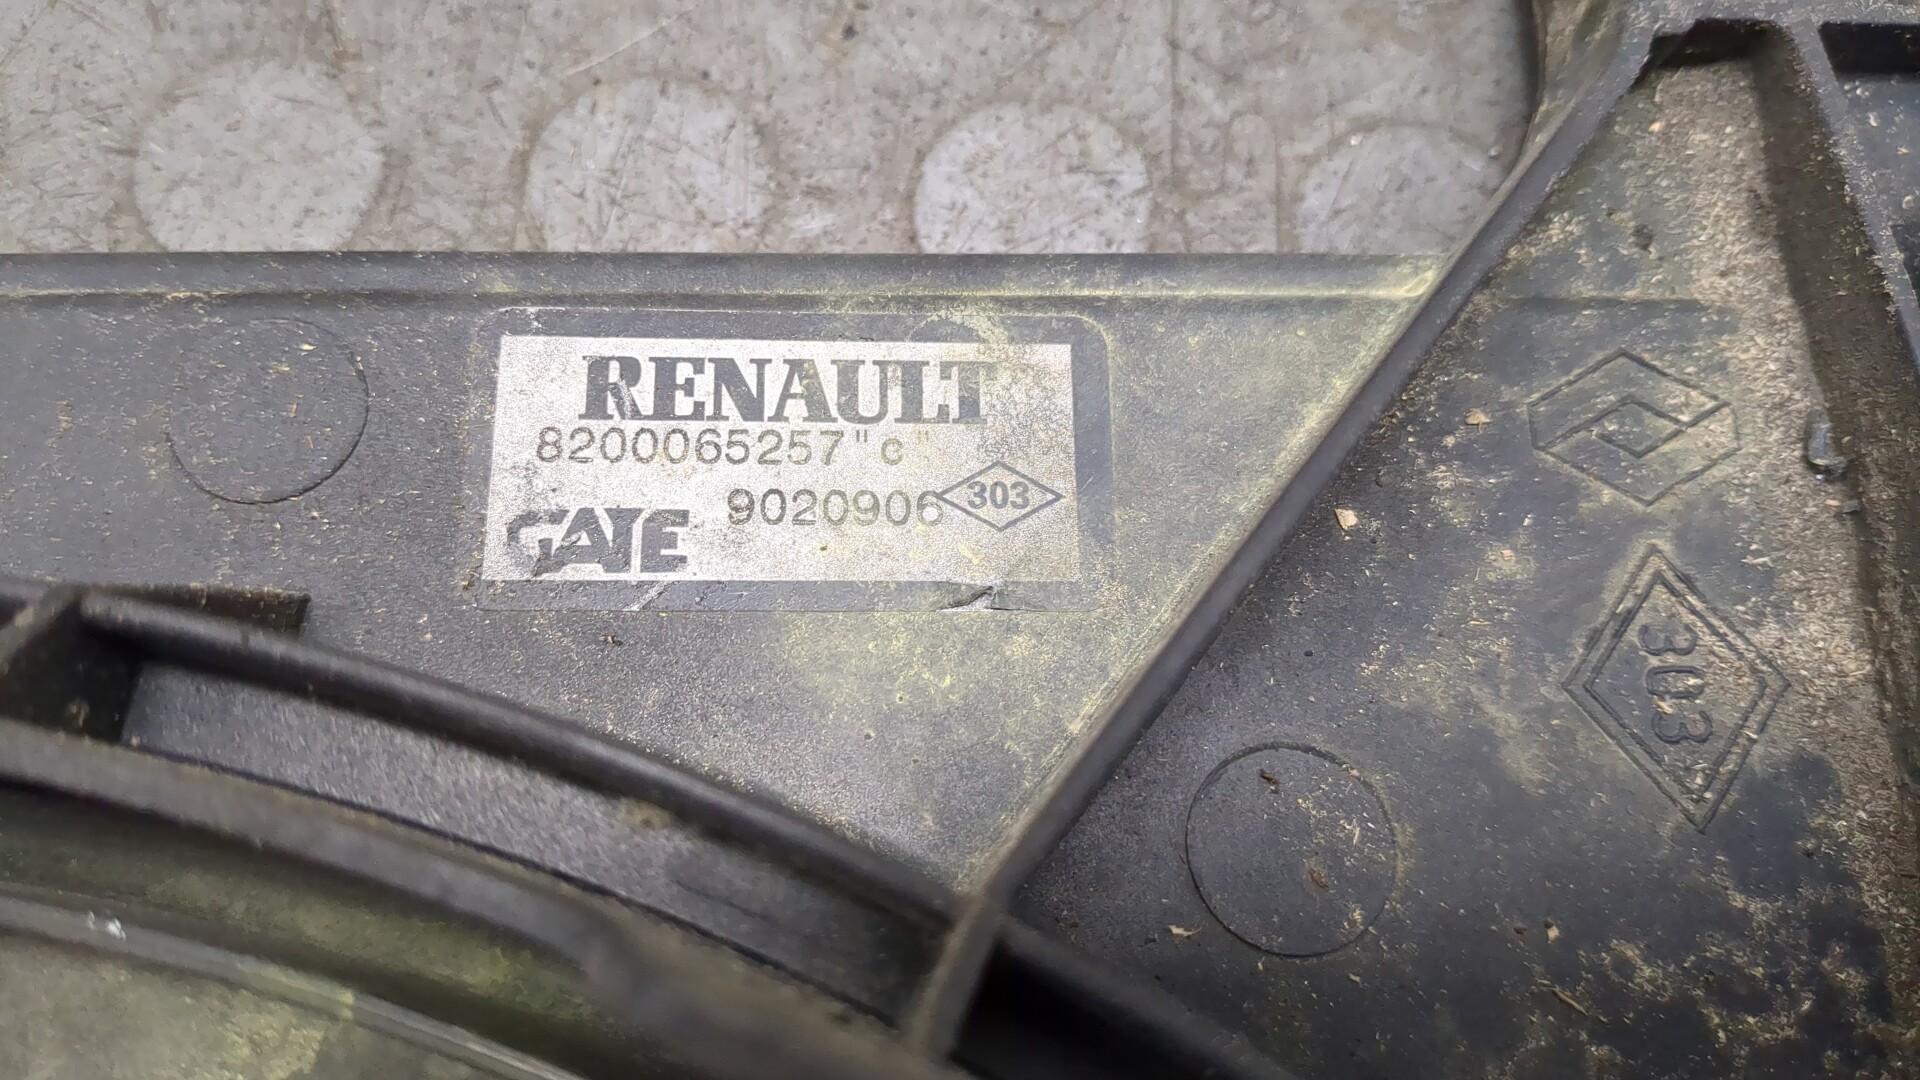 RENAULT
8200065257 "c"
GATE 9020906 303
303